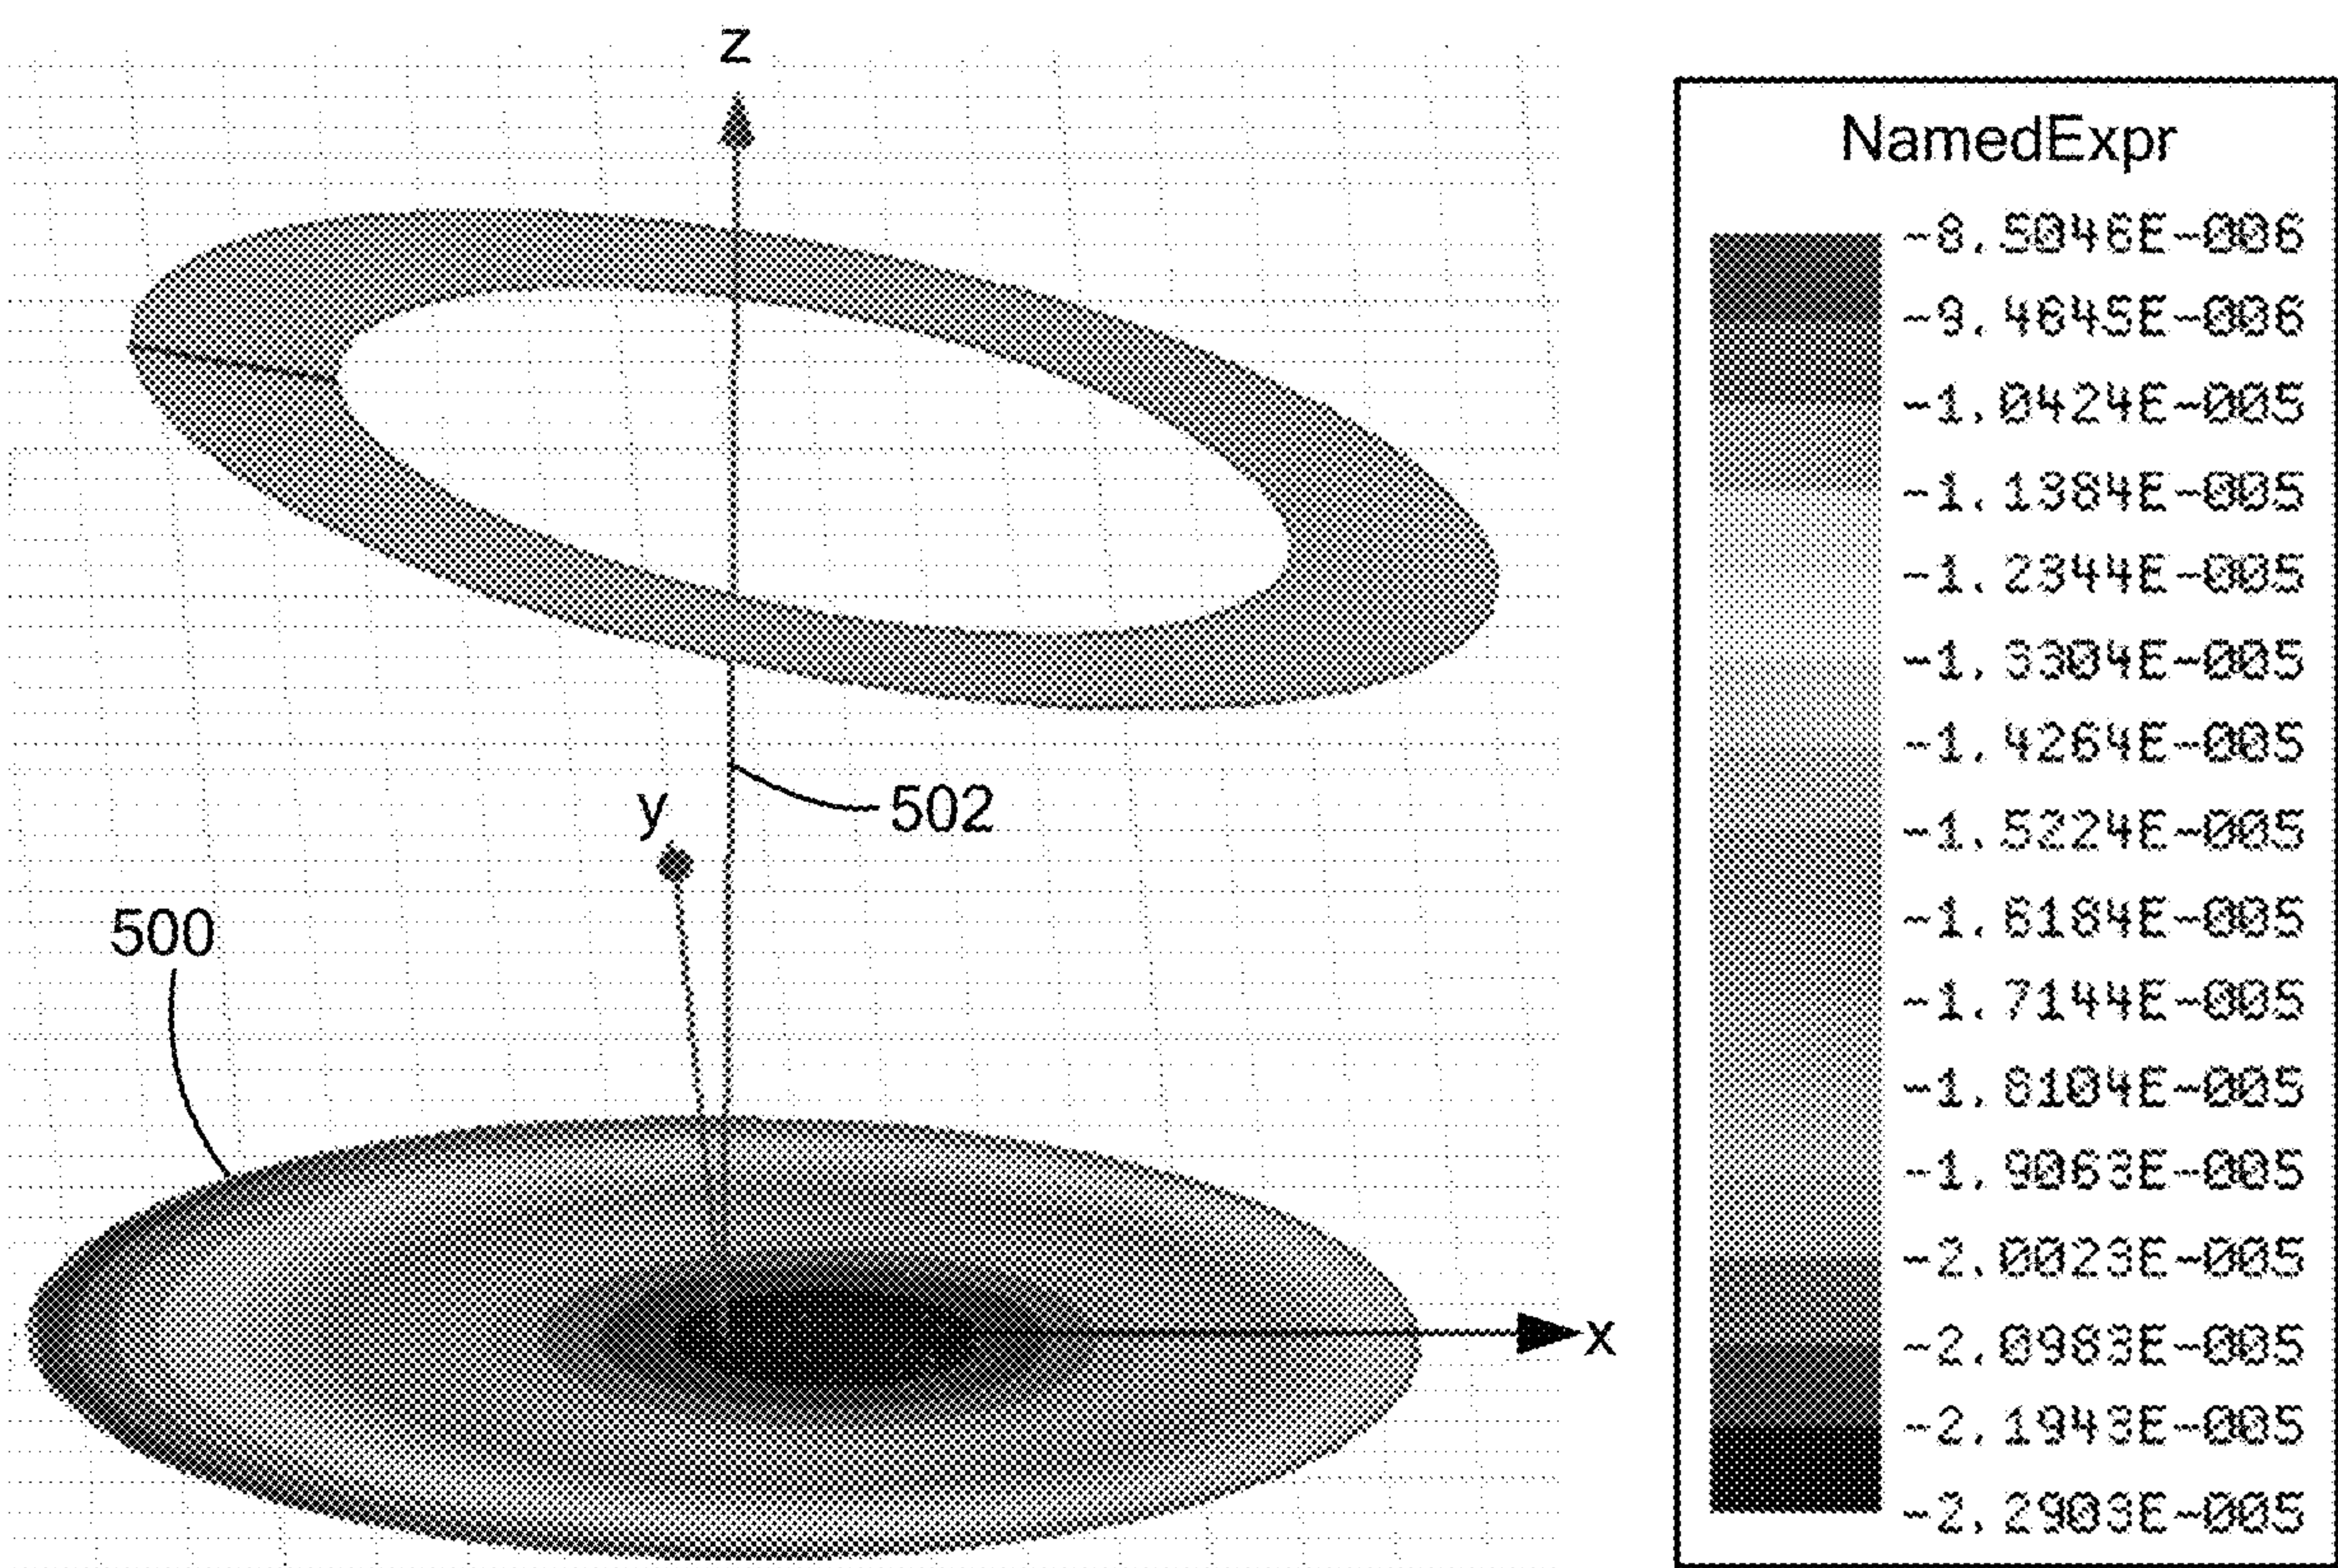 z
y
502
500
x
NamedExpr
-8.5046E-006
-9.4645E-006
-1.0424E-005
-1.1384E-005
-1.2344E-005
-1.3304E-005
-1.4264E-005
-1.5224E-005
-1.6184E-005
-1.7144E-005
-1.8104E-005
-1.9063E-005
-2.0023E-005
-2.0983E-005
-2.1943E-005
-2.2903E-005